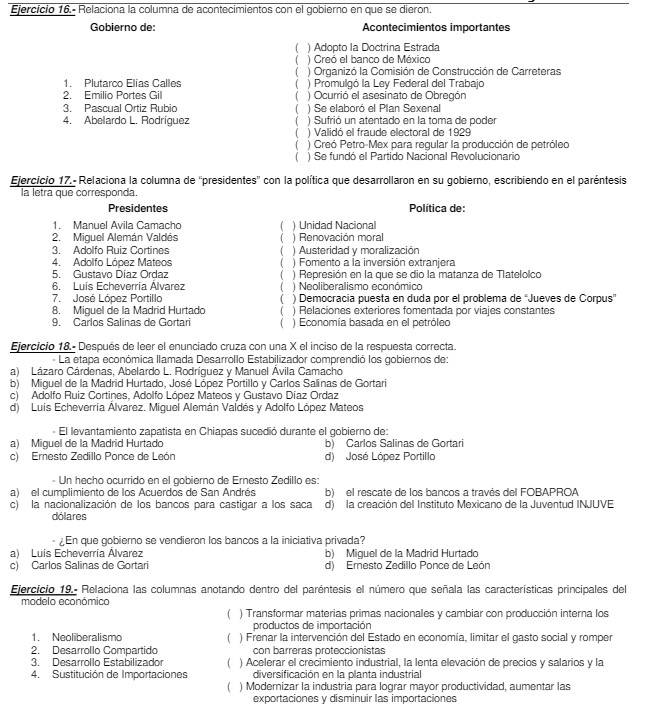 Ejercicio 16.- Relaciona la columna de acontecimientos con el gobierno en que se dieron.
Gobierno de:
Acontecimientos importantes
( ) Adopto la Doctrina Estrada
( ) Creó el banco de México
( ) Organizó la Comisión de Construcción de Carreteras
1. Plutarco Elías Calles
( ) Promulgó la Ley Federal del Trabajo
2. Emilio Portes Gil
( ) Ocurrió el asesinato de Obregón
3. Pascual Ortiz Rubio
( ) Se elaboró el Plan Sexenal
4. Abelardo L. Rodríguez
( ) Sufrió un atentado en la toma de poder
( ) Validó el fraude electoral de 1929
( ) Creó Petro-Mex para regular la producción de petróleo
( ) Se fundó el Partido Nacional Revolucionario
Ejercicio 17.- Relaciona la columna de “presidentes” con la política que desarrollaron en su gobierno, escribiendo en el paréntesis
la letra que corresponda.
Presidentes
Política de:
1. Manuel Avila Camacho
( ) Unidad Nacional
2. Miguel Alemán Valdés
( ) Renovación moral
3. Adolfo Ruiz Cortines
( ) Austeridad y moralización
4. Adolfo López Mateos
( ) Fomento a la inversión extranjera
5. Gustavo Díaz Ordaz
( ) Represión en la que se dio la matanza de Tlatelolco
6. Luís Echeverría Álvarez
( ) Neoliberalismo económico
7. José López Portillo
( ) Democracia puesta en duda por el problema de “Jueves de Corpus”
8. Miguel de la Madrid Hurtado
( ) Relaciones exteriores fomentada por viajes constantes
9. Carlos Salinas de Gortari
( ) Economía basada en el petróleo
Ejercicio 18.- Después de leer el enunciado cruza con una X el inciso de la respuesta correcta.
- La etapa económica llamada Desarrollo Estabilizador comprendió los gobiernos de:
a) Lázaro Cárdenas, Abelardo L. Rodríguez y Manuel Ávila Camacho
b) Miguel de la Madrid Hurtado, José López Portillo y Carlos Salinas de Gortari
c) Adolfo Ruiz Cortines, Adolfo López Mateos y Gustavo Díaz Ordaz
d) Luís Echeverría Álvarez. Miguel Alemán Valdés y Adolfo López Mateos
- El levantamiento zapatista en Chiapas sucedió durante el gobierno de:
a) Miguel de la Madrid Hurtado
b) Carlos Salinas de Gortari
c) Ernesto Zedillo Ponce de León
d) José López Portillo
- Un hecho ocurrido en el gobierno de Ernesto Zedillo es:
a) el cumplimiento de los Acuerdos de San Andrés
b) el rescate de los bancos a través del FOBAPROA
c) la nacionalización de los bancos para castigar a los saca
dólares
d) la creación del Instituto Mexicano de la Juventud INJUVE
- ¿En que gobierno se vendieron los bancos a la iniciativa privada?
a) Luís Echeverría Álvarez
b) Miguel de la Madrid Hurtado
c) Carlos Salinas de Gortari
d) Ernesto Zedillo Ponce de León
Ejercicio 19.- Relaciona las columnas anotando dentro del paréntesis el número que señala las características principales del
modelo económico
( ) Transformar materias primas nacionales y cambiar con producción interna los
productos de importación
1. Neoliberalismo
( ) Frenar la intervención del Estado en economía, limitar el gasto social y romper
2. Desarrollo Compartido
con barreras proteccionistas
3. Desarrollo Estabilizador
( ) Acelerar el crecimiento industrial, la lenta elevación de precios y salarios y la
4. Sustitución de Importaciones
diversificación en la planta industrial
( ) Modernizar la industria para lograr mayor productividad, aumentar las
exportaciones y disminuir las importaciones